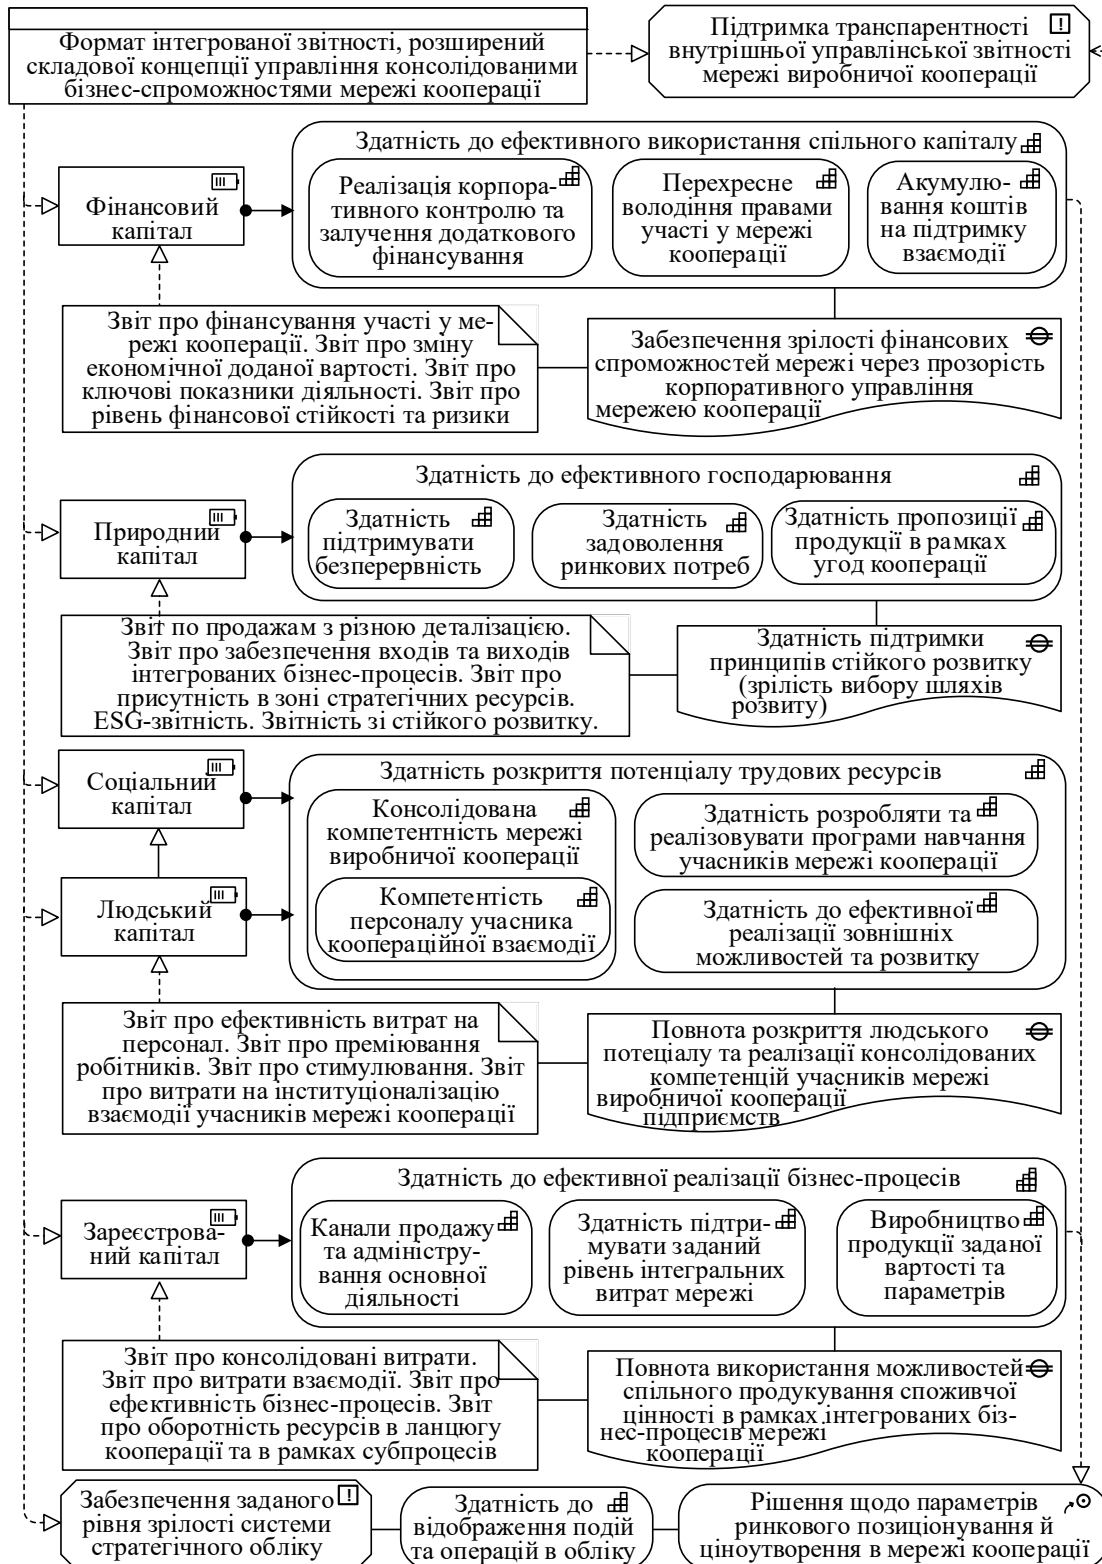 Формат інтегрованої звітності, розширений
складової концепції управління консолідованими
бізнес-спроможностями мережі кооперації
Підтримка транспарентності
внутрішньої управлінської звітності
мережі виробничої кооперації
Фінансовий
капітал
Здатність до ефективного використання спільного капіталу
Реалізація корпора-
тивного контролю та
залучення додаткового
фінансування
Перехресне
володіння правами
участі у мережі
кооперації
Акумулю-
вання коштів
на підтримку
взаємодії
Звіт про фінансування участі у ме-
режі кооперації. Звіт про зміну
економічної доданої вартості. Звіт про
ключові показники діяльності. Звіт про
рівень фінансової стійкості та ризики
Забезпечення зрілості фінансових
спроможностей мережі через прозорість
корпоративного управління
мережею кооперації
Природний
капітал
Здатність до ефективного господарювання
Здатність
підтримувати
безперервність
Здатність
задоволення
ринкових потреб
Здатність пропозиції
продукції в рамках
угод кооперації
Звіт по продажам з різною деталізацією.
Звіт про забезпечення входів та виходів
інтегрованих бізнес-процесів. Звіт про
присутність в зоні стратегічних ресурсів.
ESG-звітність. Звітність зі стійкого розвитку.
Здатність підтримки
принципів стійкого розвитку
(зрілість вибору шляхів
розвиту)
Соціальний
капітал
Людський
капітал
Здатність розкриття потенціалу трудових ресурсів
Консолідована
компетентність мережі
виробничої кооперації
Компетентість
персоналу учасника
коопераційної взаємодії
Здатність розробляти та
реалізовувати програми навчання
учасників мережі кооперації
Здатність до ефективної
реалізації зовнішніх
можливостей та розвитку
Звіт про ефективність витрат на
персонал. Звіт про преміювання
робітників. Звіт про стимулювання. Звіт
про витрати на інституціоналізацію
взаємодії учасників мережі кооперації
Повнота розкриття людського
потеціалу та реалізації консолідованих
компетенцій учасників мережі
виробничої кооперації
підприємств
Зареєстрова-
ний капітал
Здатність до ефективної реалізації бізнес-процесів
Канали продажу
та адміністру-
вання основної
діяльності
Здатність підтри-
мувати заданий
рівень інтегральних
витрат мережі
Виробництво
продукції заданої
вартості та
параметрів
Звіт про консолідовані витрати.
Звіт про витрати взаємодії. Звіт про
ефективність бізнес-процесів. Звіт
про оборотність ресурсів в ланцюгу
кооперації та в рамках субпроцесів
Повнота використання можливостей
спільного продукування споживчої
цінності в рамках інтегрованих біз-
нес-процесів мережі
кооперації
Забезпечення заданого
рівня зрілості системи
стратегічного обліку
Здатність до
відображення подій
та операцій в обліку
Рішення щодо параметрів
ринкового позиціонування й
ціноутворення в мережі кооперації